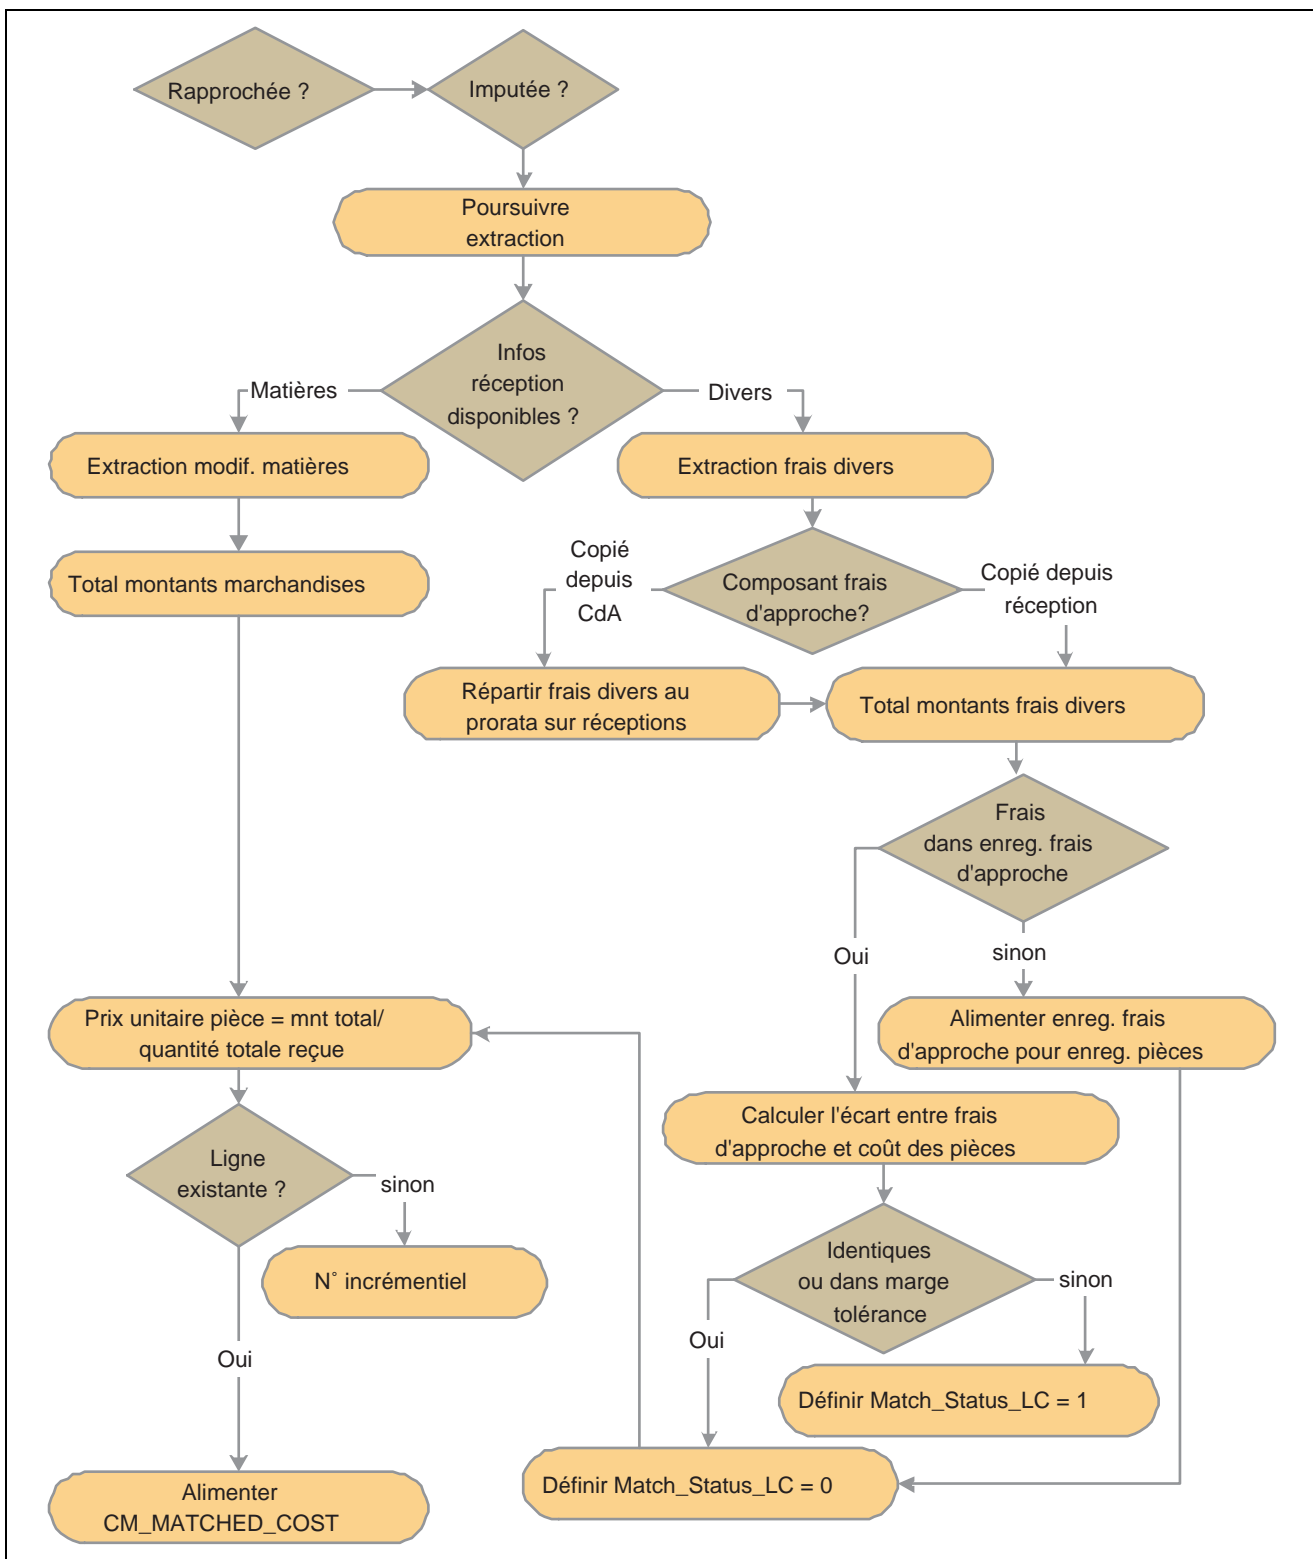 Rapprochée ?
Imputée ?
Poursuivre
extraction
Infos
réception
disponibles ?
Matières
Divers
Extraction modif. matières
Extraction frais divers
Total montants marchandises
Copié
depuis
CdA
Composant frais
d'approche?
Copié depuis
réception
Répartir frais divers au
prorata sur réceptions
Total montants frais divers
Frais
dans enreg. frais
d'approche
Oui
sinon
Prix unitaire pièce = mnt total/
quantité totale reçue
Alimenter enreg. frais
d'approche pour enreg. pièces
Calculer l'écart entre frais
d'approche et coût des pièces
Ligne
existante ?
sinon
N° incrémentiel
Identiques
ou dans marge
tolérance
sinon
Oui
Oui
Définir Match_Status_LC = 1
Définir Match_Status_LC = 0
Alimenter
CM_MATCHED_COST